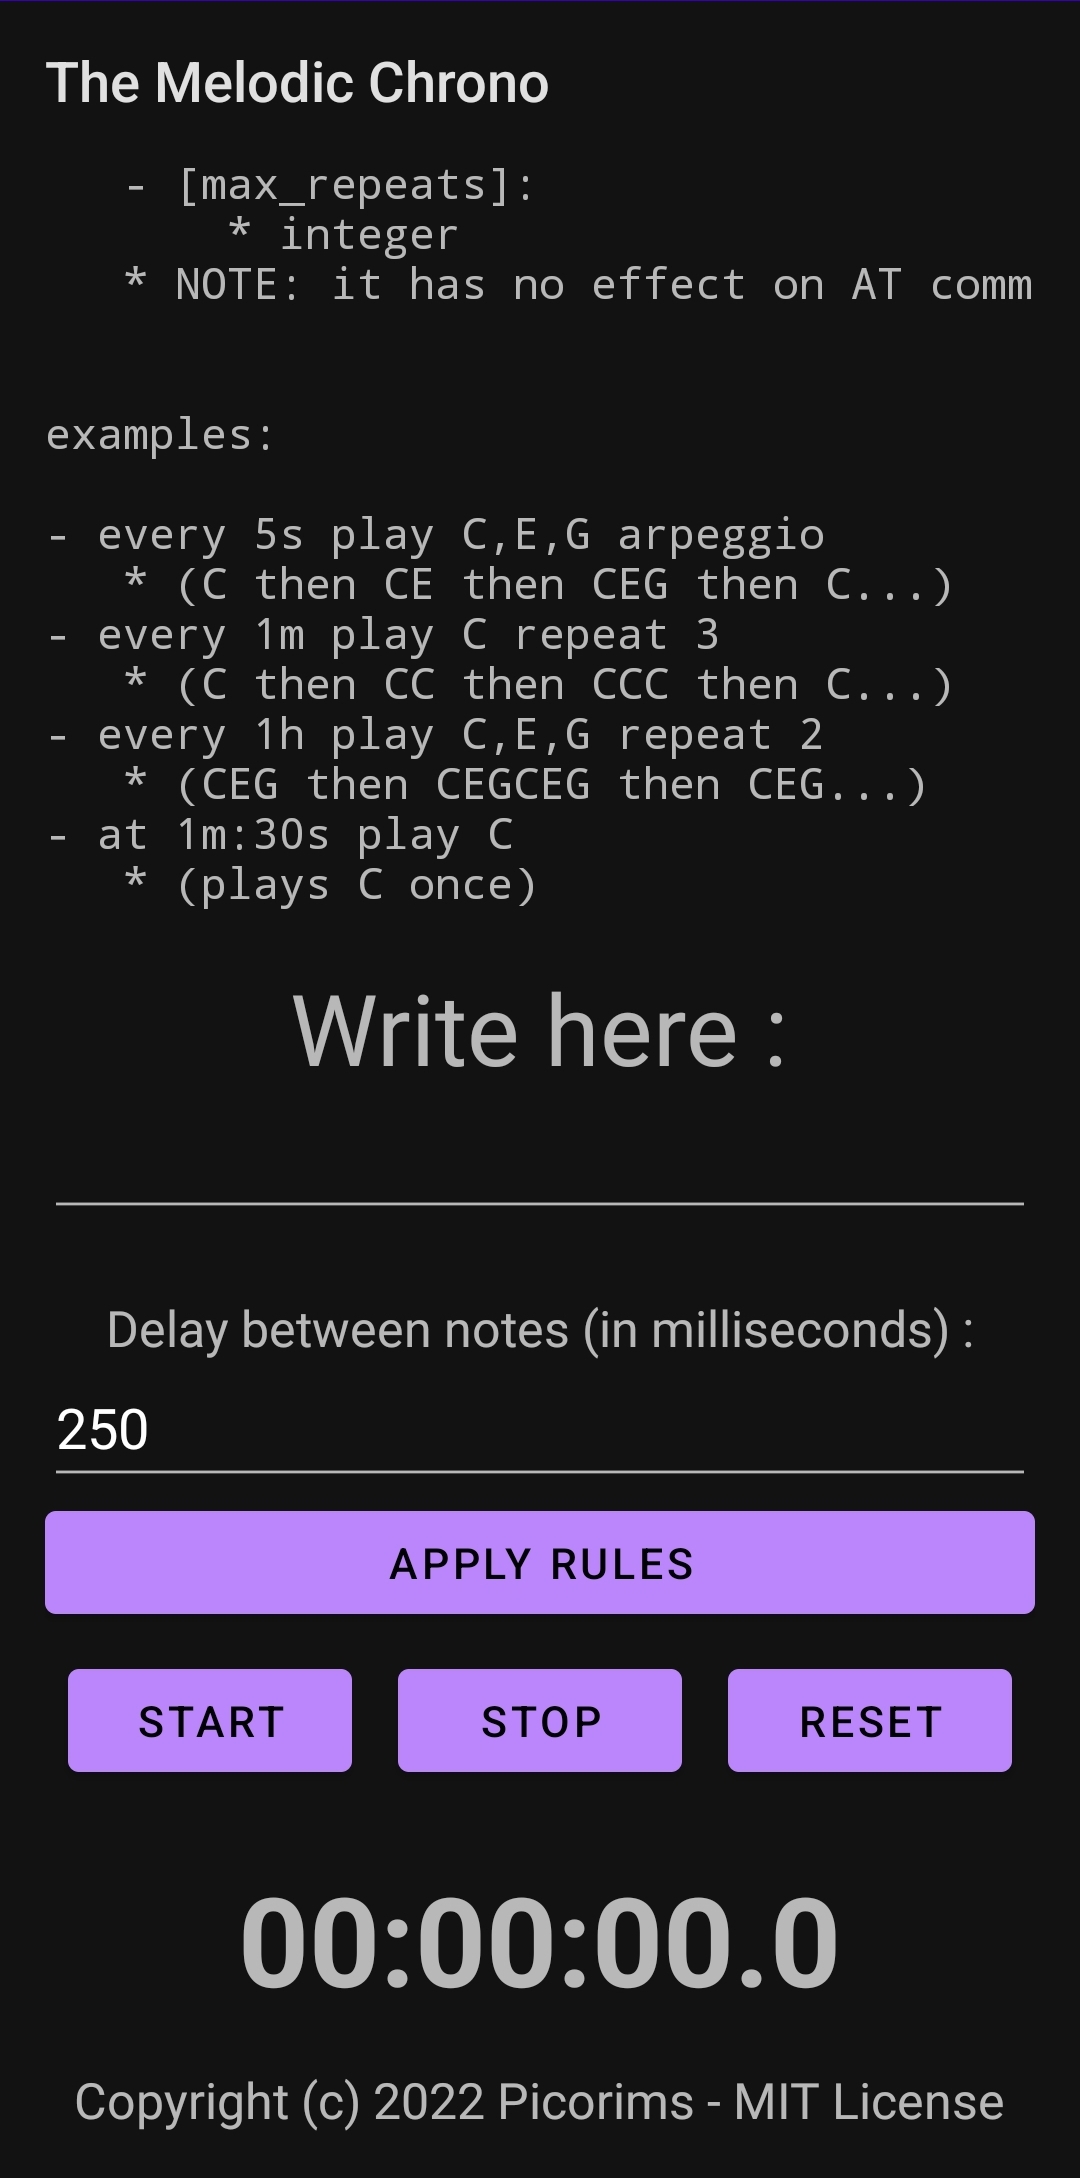 The Melodic Chrono
- [max_repeats]:
* integer
* NOTE: it has no effect on AT comm
examples:
- every 5s play C,E,G arpeggio
* (C then CE then CEG then C...)
- every 1m play C repeat 3
* (C then CC then CCC then C...)
- every 1h play C,E,G repeat 2
* (CEG then CEGCEG then CEG...)
- at 1m:30s play C
* (plays C once)
Write here :
Delay between notes (in milliseconds) :
250
APPLY RULES
START STOP RESET
00:00:00.0
Copyright (c) 2022 Picorims - MIT License